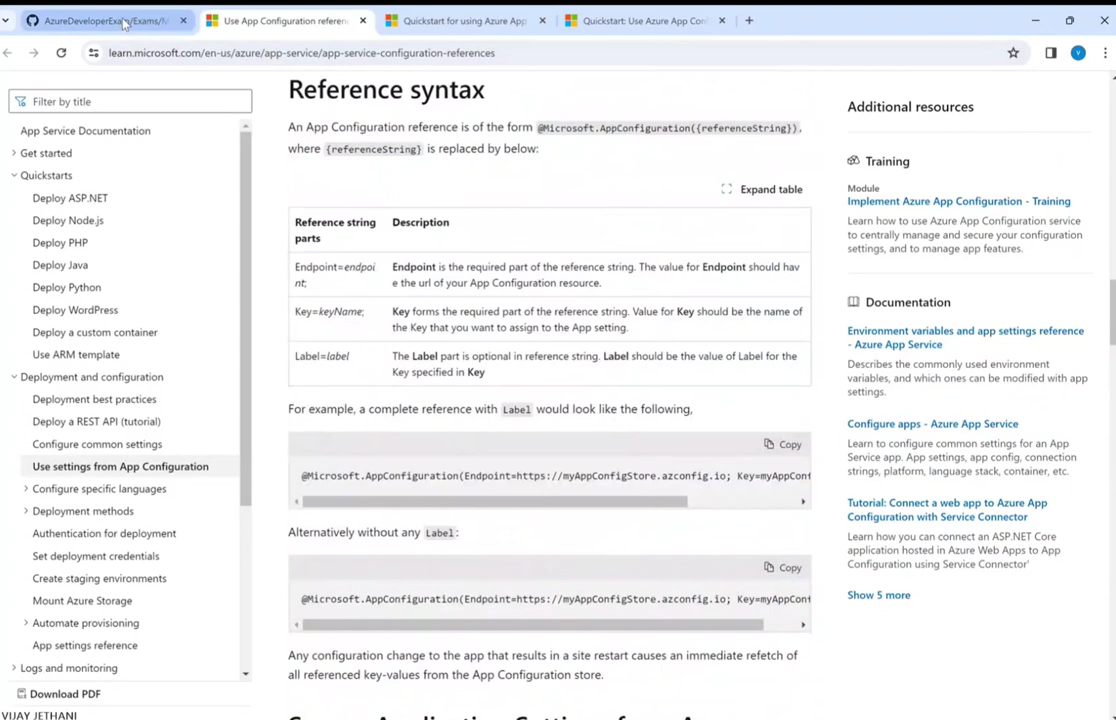 AzureDeveloperExam/Exams/M
Use App Configuration referen
Quickstart for using Azure App
Quickstart: Use Azure App Con
learn.microsoft.com/en-us/azure/app-service/app-service-configuration-references
V
Filter by title
App Service Documentation
Get started
Quickstarts
Deploy ASP.NET
Deploy Node.js
Deploy PHP
Deploy Java
Deploy Python
Deploy WordPress
Deploy a custom container
Use ARM template
Deployment and configuration
Deployment best practices
Deploy a REST API (tutorial)
Configure common settings
Use settings from App Configuration
Configure specific languages
Deployment methods
Authentication for deployment
Set deployment credentials
Create staging environments
Mount Azure Storage
Automate provisioning
App settings reference
Logs and monitoring
Download PDF
VIJAY JETHANI
Reference syntax
An App Configuration reference is of the form @Microsoft.AppConfiguration({referenceString}),
where {referenceString} is replaced by below:
Expand table
Reference string
parts
Description
Endpoint=endpoi
nt;
Endpoint is the required part of the reference string. The value for Endpoint should hav
e the url of your App Configuration resource.
Key=keyName;
Key forms the required part of the reference string. Value for Key should be the name of
the Key that you want to assign to the App setting.
Label=label
The Label part is optional in reference string. Label should be the value of Label for the
Key specified in Key
For example, a complete reference with Label would look like the following,
Copy
@Microsoft.AppConfiguration(Endpoint=https://myAppConfigStore.azconfig.io; Key=myAppConf
Alternatively without any Label:
Copy
@Microsoft.AppConfiguration(Endpoint=https://myAppConfigStore.azconfig.io; Key=myAppConf
Any configuration change to the app that results in a site restart causes an immediate refetch of
all referenced key-values from the App Configuration store.
Additional resources
Training
Module
Implement Azure App Configuration - Training
Learn how to use Azure App Configuration service
to centrally manage and secure your configuration
settings, and to manage app features.
Documentation
Environment variables and app settings reference
- Azure App Service
Describes the commonly used environment
variables, and which ones can be modified with app
settings.
Configure apps - Azure App Service
Learn to configure common settings for an App
Service app. App settings, app config, connection
strings, platform, language stack, container, etc.
Tutorial: Connect a web app to Azure App
Configuration with Service Connector
Learn how you can connect an ASP.NET Core
application hosted in Azure Web Apps to App
Configuration using Service Connector'
Show 5 more